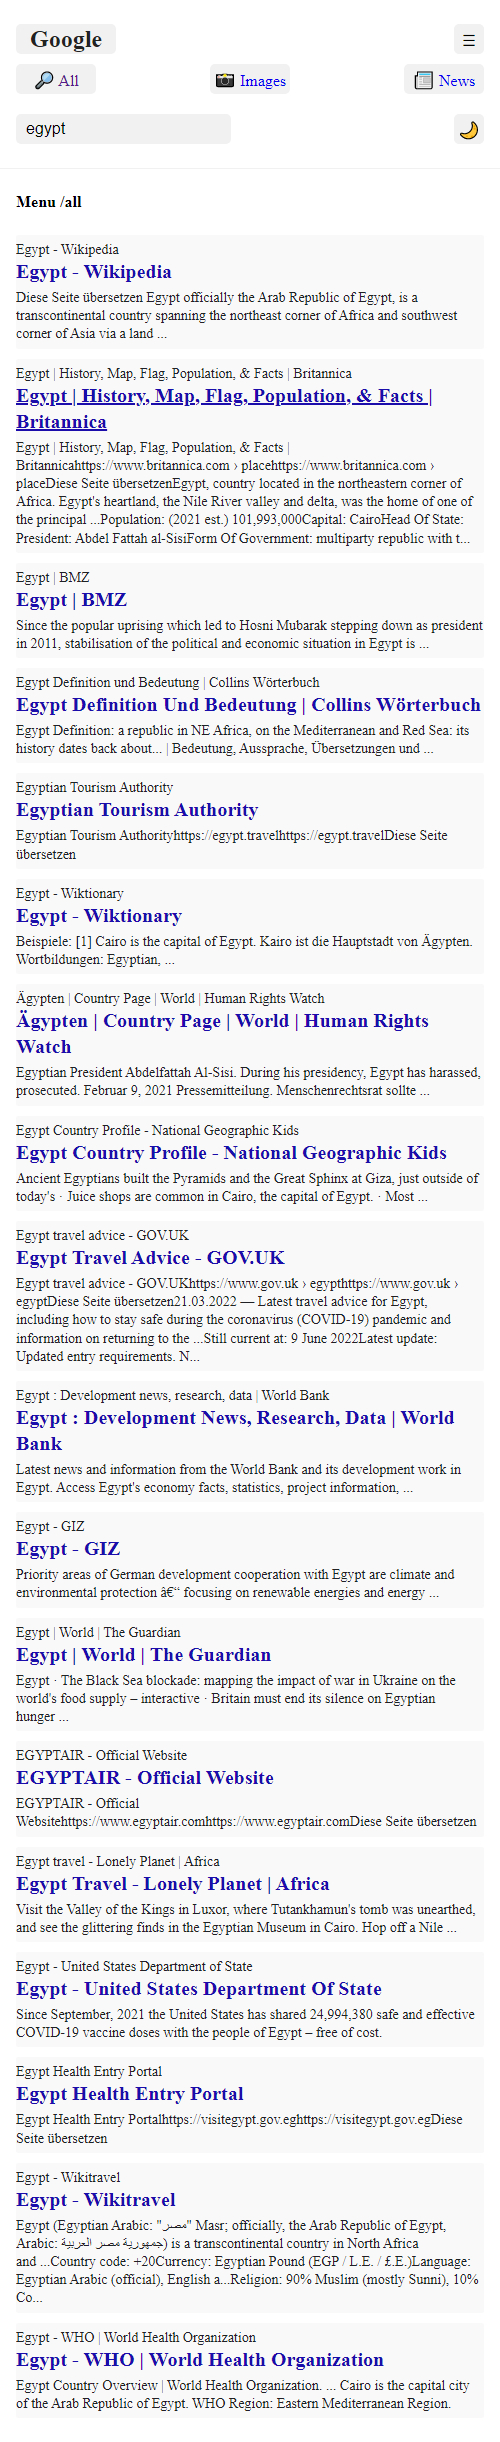 Google
☰
🔎 All
📸 Images
📰 News
egypt
🌙
Menu /all
Egypt - Wikipedia
Egypt - Wikipedia
Diese Seite übersetzen Egypt officially the Arab Republic of Egypt, is a
transcontinental country spanning the northeast corner of Africa and southwest
corner of Asia via a land ...
Egypt | History, Map, Flag, Population, & Facts | Britannica
Egypt | History, Map, Flag, Population, & Facts |
Britannica
Egypt | History, Map, Flag, Population, & Facts |
Britannicahttps://www.britannica.com › placehttps://www.britannica.com ›
placeDiese Seite übersetzenEgypt, country located in the northeastern corner of
Africa. Egypt's heartland, the Nile River valley and delta, was the home of one of
the principal ...Population: (2021 est.) 101,993,000Capital: CairoHead Of State:
President: Abdel Fattah al-SisiForm Of Government: multiparty republic with t...
Egypt | BMZ
Egypt | BMZ
Since the popular uprising which led to Hosni Mubarak stepping down as president
in 2011, stabilisation of the political and economic situation in Egypt is ...
Egypt Definition und Bedeutung | Collins Wörterbuch
Egypt Definition Und Bedeutung | Collins Wörterbuch
Egypt Definition: a republic in NE Africa, on the Mediterranean and Red Sea: its
history dates back about... | Bedeutung, Aussprache, Übersetzungen und ...
Egyptian Tourism Authority
Egyptian Tourism Authority
Egyptian Tourism Authorityhttps://egypt.travelhttps://egypt.travelDiese Seite
übersetzen
Egypt - Wiktionary
Egypt - Wiktionary
Beispiele: [1] Cairo is the capital of Egypt. Kairo ist die Hauptstadt von Ägypten.
Wortbildungen: Egyptian, ...
Ägypten | Country Page | World | Human Rights Watch
Ägypten | Country Page | World | Human Rights
Watch
Egyptian President Abdelfattah Al-Sisi. During his presidency, Egypt has harassed,
prosecuted. Februar 9, 2021 Pressemitteilung. Menschenrechtsrat sollte ...
Egypt Country Profile - National Geographic Kids
Egypt Country Profile - National Geographic Kids
Ancient Egyptians built the Pyramids and the Great Sphinx at Giza, just outside of
today's · Juice shops are common in Cairo, the capital of Egypt. · Most ...
Egypt travel advice - GOV.UK
Egypt Travel Advice - GOV.UK
Egypt travel advice - GOV.UKhttps://www.gov.uk › egypthttps://www.gov.uk ›
egyptDiese Seite übersetzen21.03.2022 — Latest travel advice for Egypt,
including how to stay safe during the coronavirus (COVID-19) pandemic and
information on returning to the ...Still current at: 9 June 2022Latest update:
Updated entry requirements. N...
Egypt : Development news, research, data | World Bank
Egypt : Development News, Research, Data | World
Bank
Latest news and information from the World Bank and its development work in
Egypt. Access Egypt's economy facts, statistics, project information, ...
Egypt - GIZ
Egypt - GIZ
Priority areas of German development cooperation with Egypt are climate and
environmental protection â€“ focusing on renewable energies and energy ...
Egypt | World | The Guardian
Egypt | World | The Guardian
Egypt · The Black Sea blockade: mapping the impact of war in Ukraine on the
world's food supply – interactive · Britain must end its silence on Egyptian
hunger ...
EGYPTAIR - Official Website
EGYPTAIR - Official Website
EGYPTAIR - Official
Websitehttps://www.egyptair.comhttps://www.egyptair.comDiese Seite übersetzen
Egypt travel - Lonely Planet | Africa
Egypt Travel - Lonely Planet | Africa
Visit the Valley of the Kings in Luxor, where Tutankhamun's tomb was unearthed,
and see the glittering finds in the Egyptian Museum in Cairo. Hop off a Nile ...
Egypt - United States Department of State
Egypt - United States Department Of State
Since September, 2021 the United States has shared 24,994,380 safe and effective
COVID-19 vaccine doses with the people of Egypt – free of cost.
Egypt Health Entry Portal
Egypt Health Entry Portal
Egypt Health Entry Portalhttps://visitegypt.gov.eghttps://visitegypt.gov.egDiese
Seite übersetzen
Egypt - Wikitravel
Egypt - Wikitravel
Egypt (Egyptian Arabic: "مصر" Masr; officially, the Arab Republic of Egypt,
Arabic: جمهورية مصر العربية) is a transcontinental country in North Africa
and ...Country code: +20Currency: Egyptian Pound (EGP / L.E. / £.E.)Language:
Egyptian Arabic (official), English a...Religion: 90% Muslim (mostly Sunni), 10%
Co...
Egypt - WHO | World Health Organization
Egypt - WHO | World Health Organization
Egypt Country Overview | World Health Organization. ... Cairo is the capital city
of the Arab Republic of Egypt. WHO Region: Eastern Mediterranean Region.